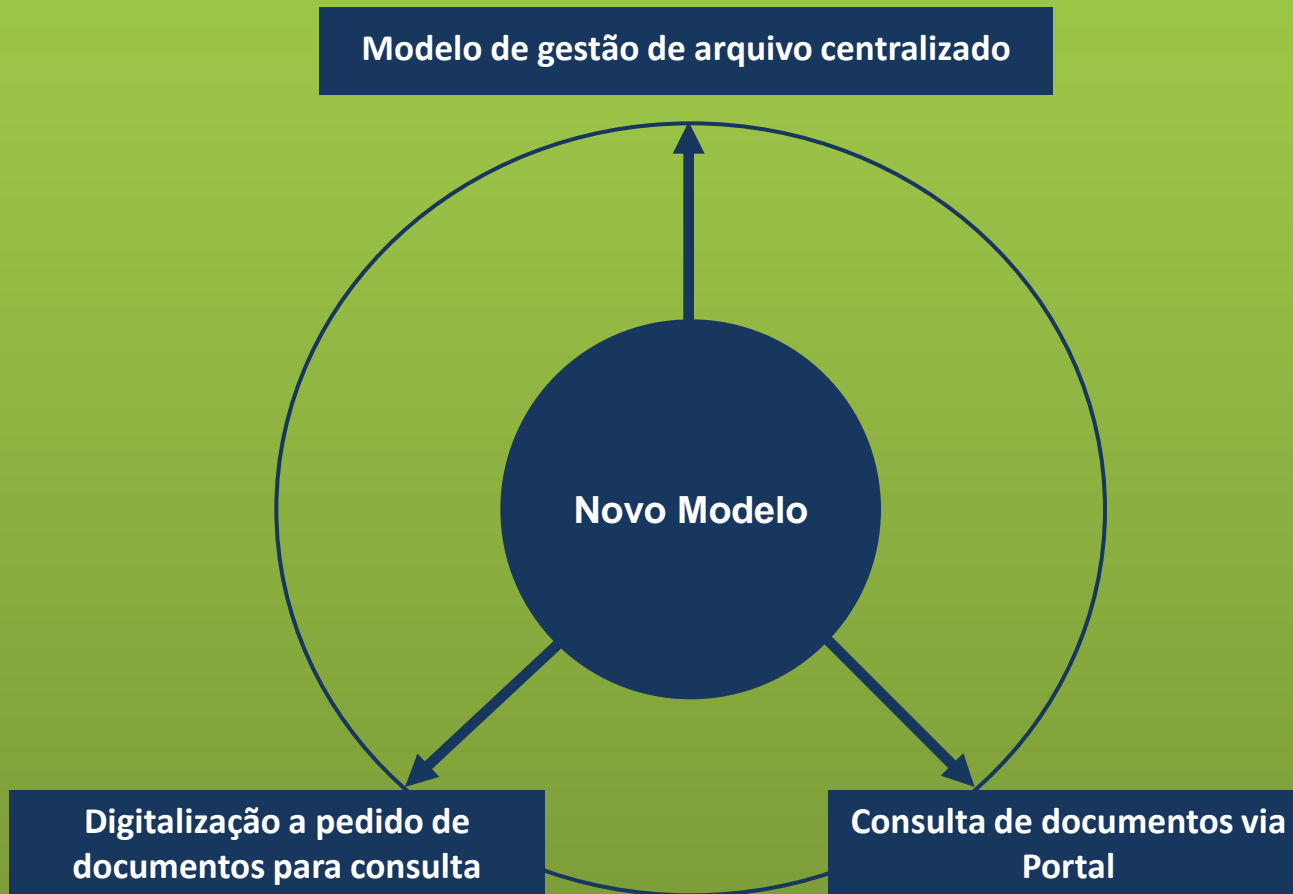 Modelo de gestão de arquivo centralizado
Novo Modelo
Digitalização a pedido de
documentos para consulta
Consulta de documentos via
Portal